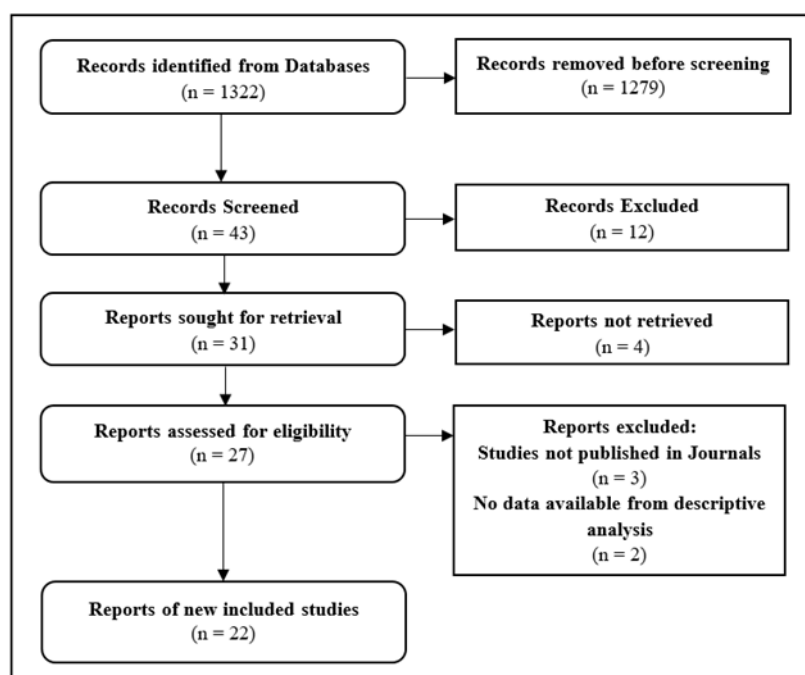 Records identified from Databases
(n = 1322)
Records removed before screening
(n = 1279)
Records Screened
(n = 43)
Records Excluded
(n = 12)
Reports sought for retrieval
(n = 31)
Reports not retrieved
(n = 4)
Reports assessed for eligibility
(n = 27)
Reports excluded:
Studies not published in Journals
(n = 3)
No data available from descriptive
analysis
(n = 2)
Reports of new included studies
(n = 22)